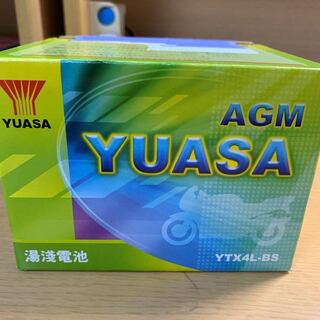 YUASA
AGM
YUASA
湯淺電池
YTX4L-BS